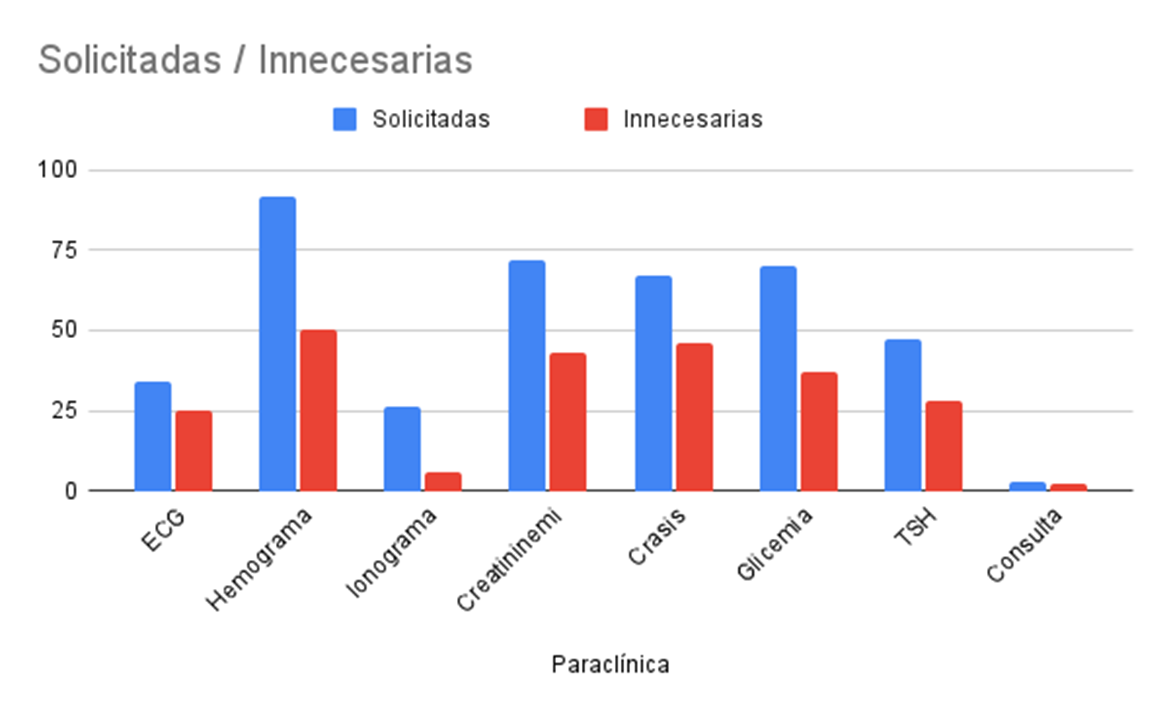 Solicitadas / Innecesarias
Solicitadas Innecesarias
100
75
50
25
0
ECG Hemograma Ionograma Creatininemi Crasis Glicemia TSH Consulta
Paraclínica